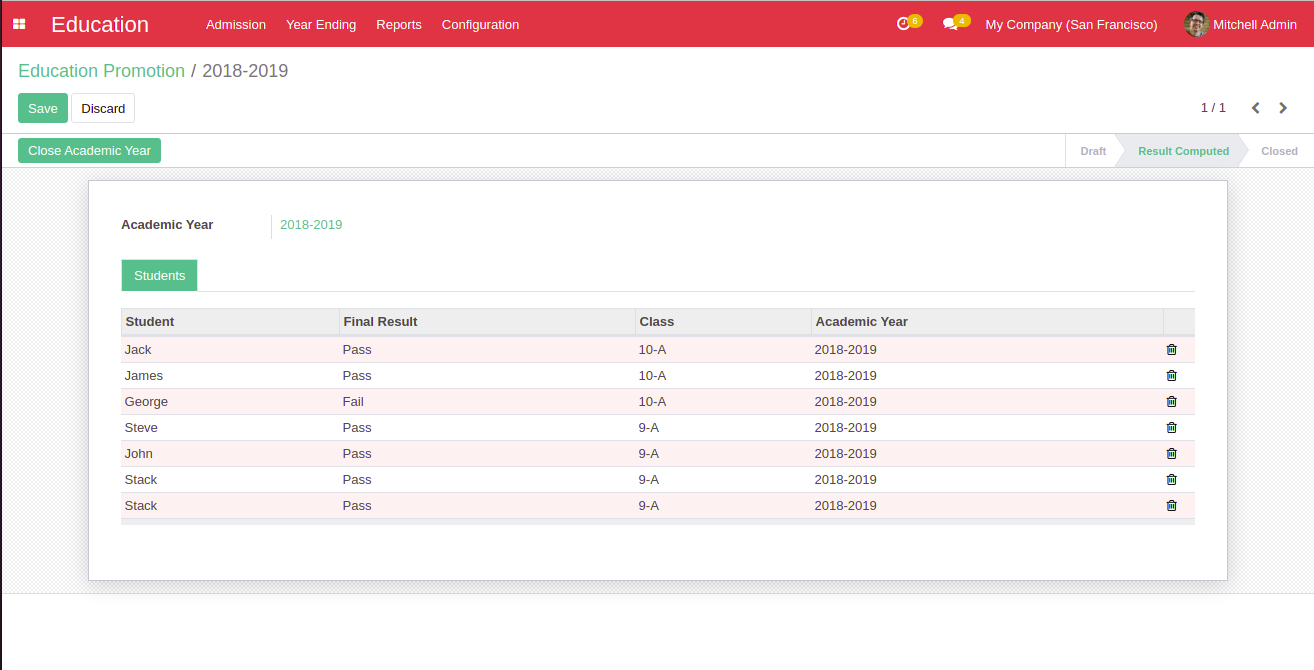 Education Admission Year Ending Reports Configuration 6 4 My Company (San Francisco) Mitchell Admin
Education Promotion / 2018-2019
Save Discard 1 / 1
Close Academic Year Draft Result Computed Closed
Academic Year 2018-2019
Students
Student Final Result Class Academic Year
Jack Pass 10-A 2018-2019
James Pass 10-A 2018-2019
George Fail 10-A 2018-2019
Steve Pass 9-A 2018-2019
John Pass 9-A 2018-2019
Stack Pass 9-A 2018-2019
Stack Pass 9-A 2018-2019